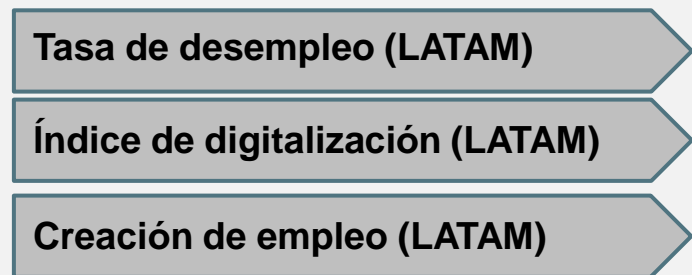 Tasa de desempleo (LATAM)
Índice de digitalización (LATAM)
Creación de empleo (LATAM)